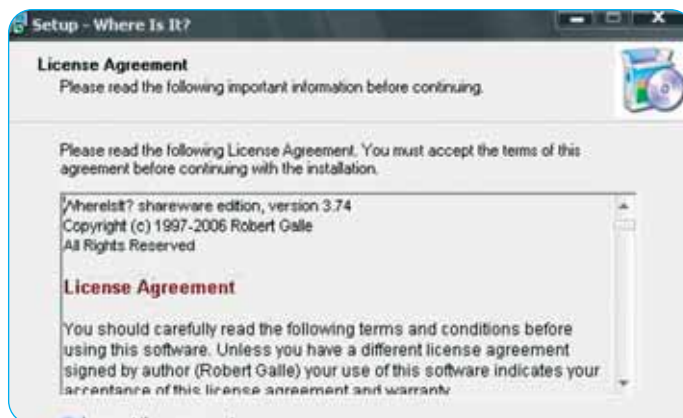 Setup - Where Is It?
License Agreement
Please read the following important information before continuing.
Please read the following License Agreement. You must accept the terms of this
agreement before continuing with the installation.
WhereIsIt? shareware edition, version 3.74
Copyright (c) 1997-2006 Robert Galle
All Rights Reserved
License Agreement
You should carefully read the following terms and conditions before
using this software. Unless you have a different license agreement
signed by author (Robert Galle) your use of this software indicates your
acceptance of this license agreement and warranty.